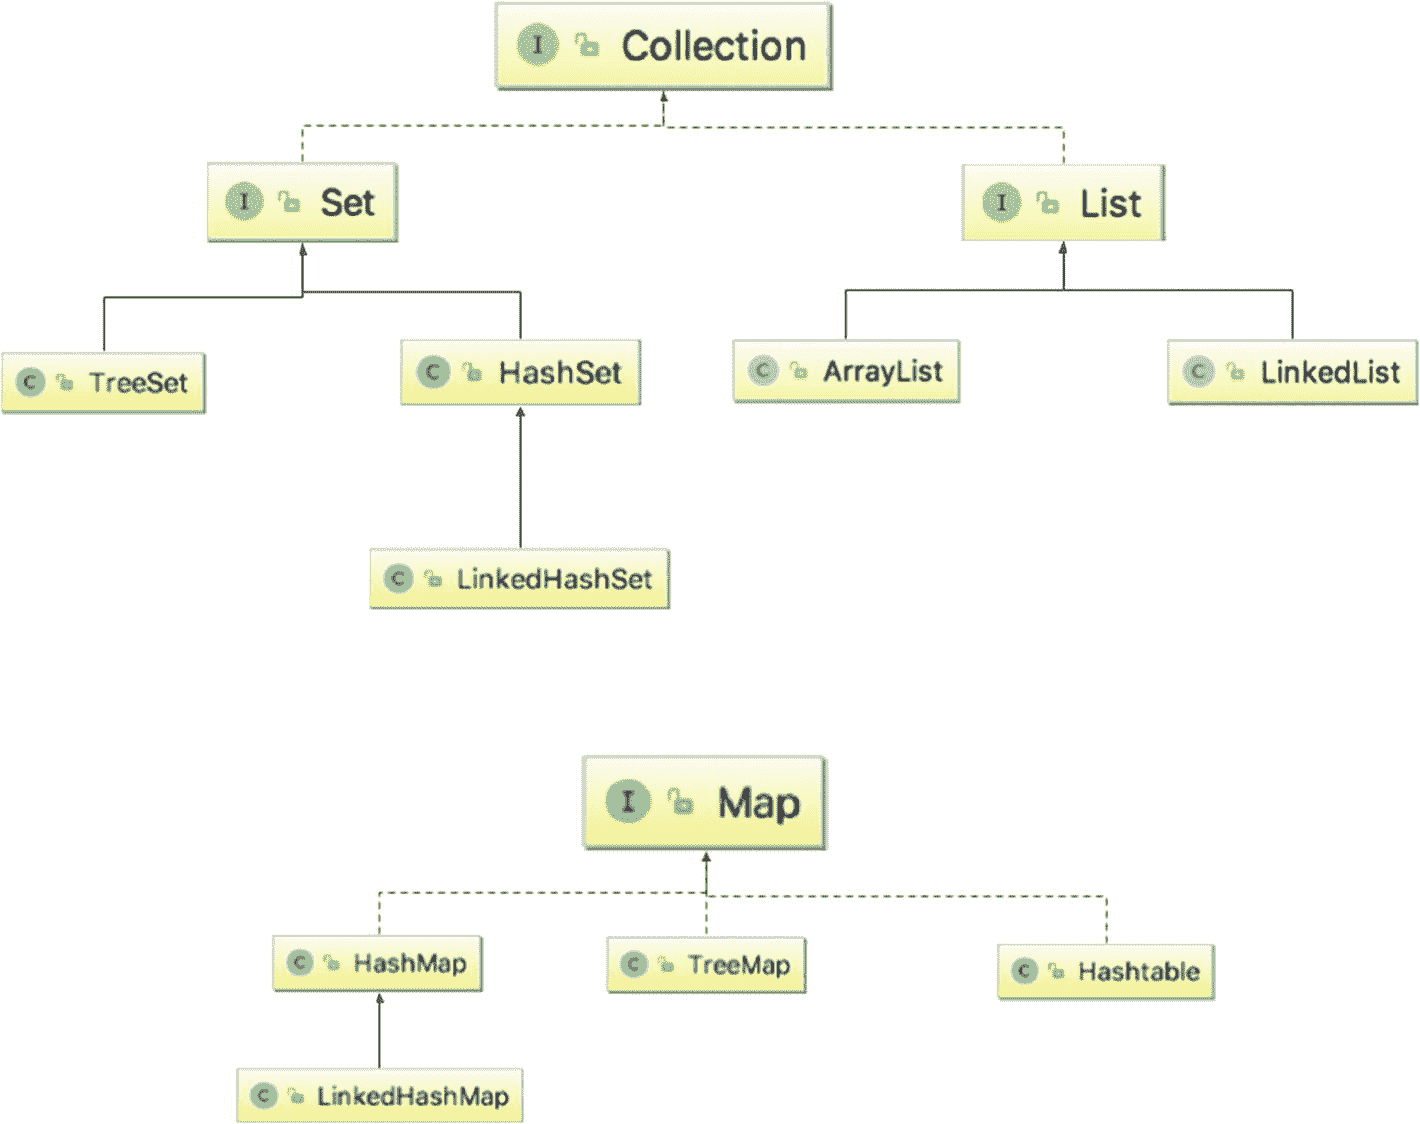 I Collection
I Set
I List
C TreeSet
C HashSet
C ArrayList
C LinkedList
C LinkedHashSet
I Map
C HashMap
C TreeMap
C Hashtable
C LinkedHashMap